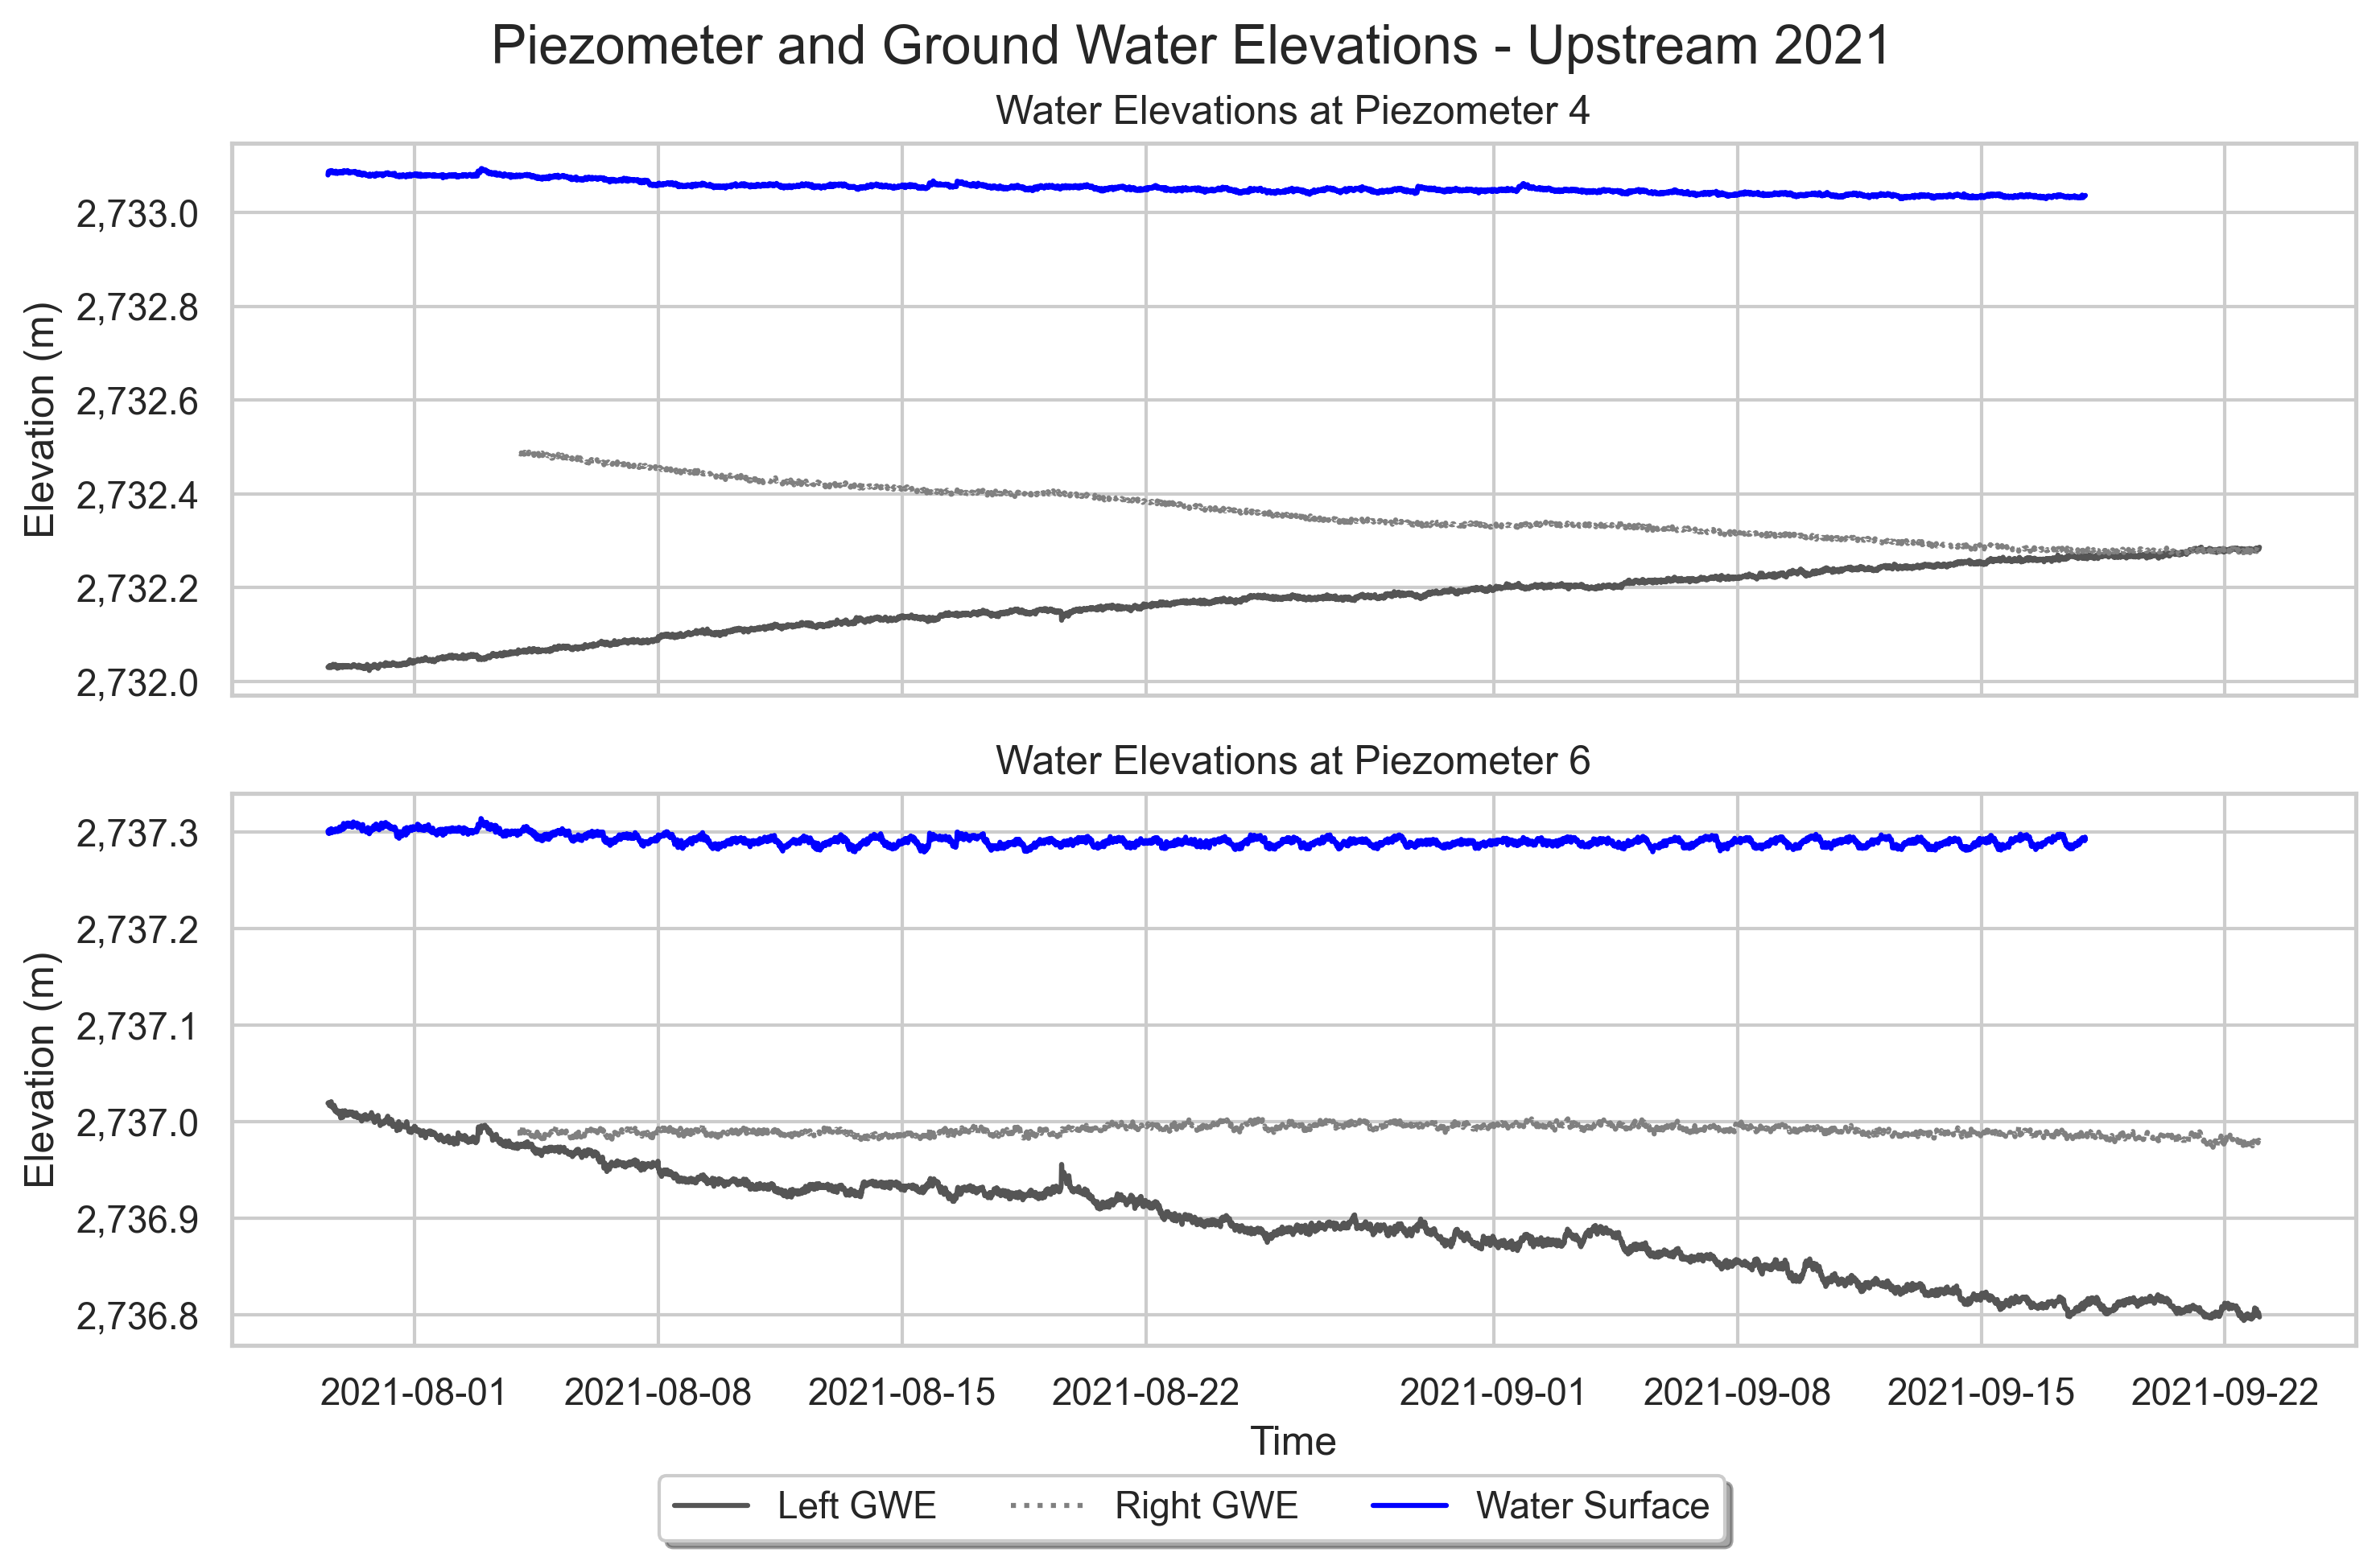 Piezometer and Ground Water Elevations - Upstream 2021
Water Elevations at Piezometer 4
Elevation (m)
2,733.0
2,732.8
2,732.6
2,732.4
2,732.2
2,732.0
Water Elevations at Piezometer 6
Elevation (m)
2,737.3
2,737.2
2,737.1
2,737.0
2,736.9
2,736.8
2021-08-01 2021-08-08 2021-08-15 2021-08-22 2021-09-01 2021-09-08 2021-09-15 2021-09-22
Time
Left GWE Right GWE Water Surface